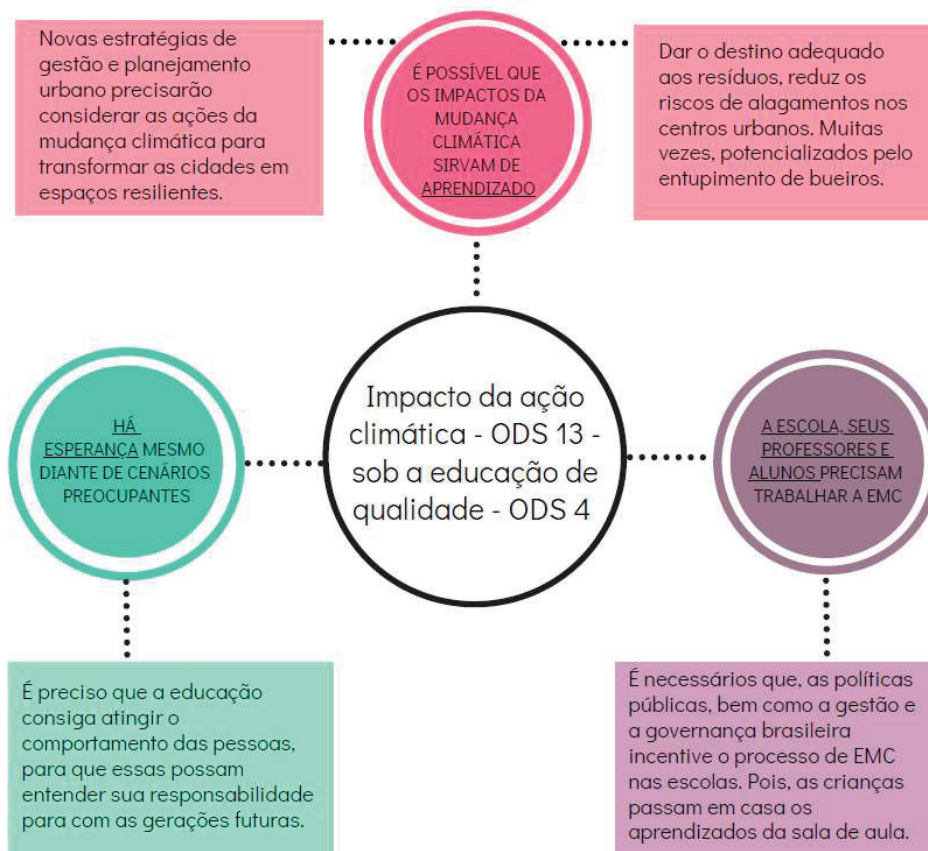 Novas estratégias de
gestão e planejamento
urbano precisarão
considerar as ações da
mudança climática para
transformar as cidades em
espaços resilientes.
É POSSÍVEL QUE
OS IMPACTOS DA
MUDANÇA
CLIMÁTICA
SIRVAM DE
APRENDIZADO
Dar o destino adequado
aos resíduos, reduz os
riscos de alagamentos nos
centros urbanos. Muitas
vezes, potencializados pelo
entupimento de bueiros.
HÁ
ESPERANÇA MESMO
DIANTE DE CENÁRIOS
PREOCUPANTES
Impacto da ação
climática - ODS 13 -
sob a educação de
qualidade - ODS 4
A ESCOLA, SEUS
PROFESSORES E
ALUNOS PRECISAM
TRABALHAR A EMC
É preciso que a educação
consiga atingir o
comportamento das pessoas,
para que essas possam
entender sua responsabilidade
para com as gerações futuras.
É necessários que, as políticas
públicas, bem como a gestão e
a governança brasileira
incentive o processo de EMC
nas escolas. Pois, as crianças
passam em casa os
aprendizados da sala de aula.